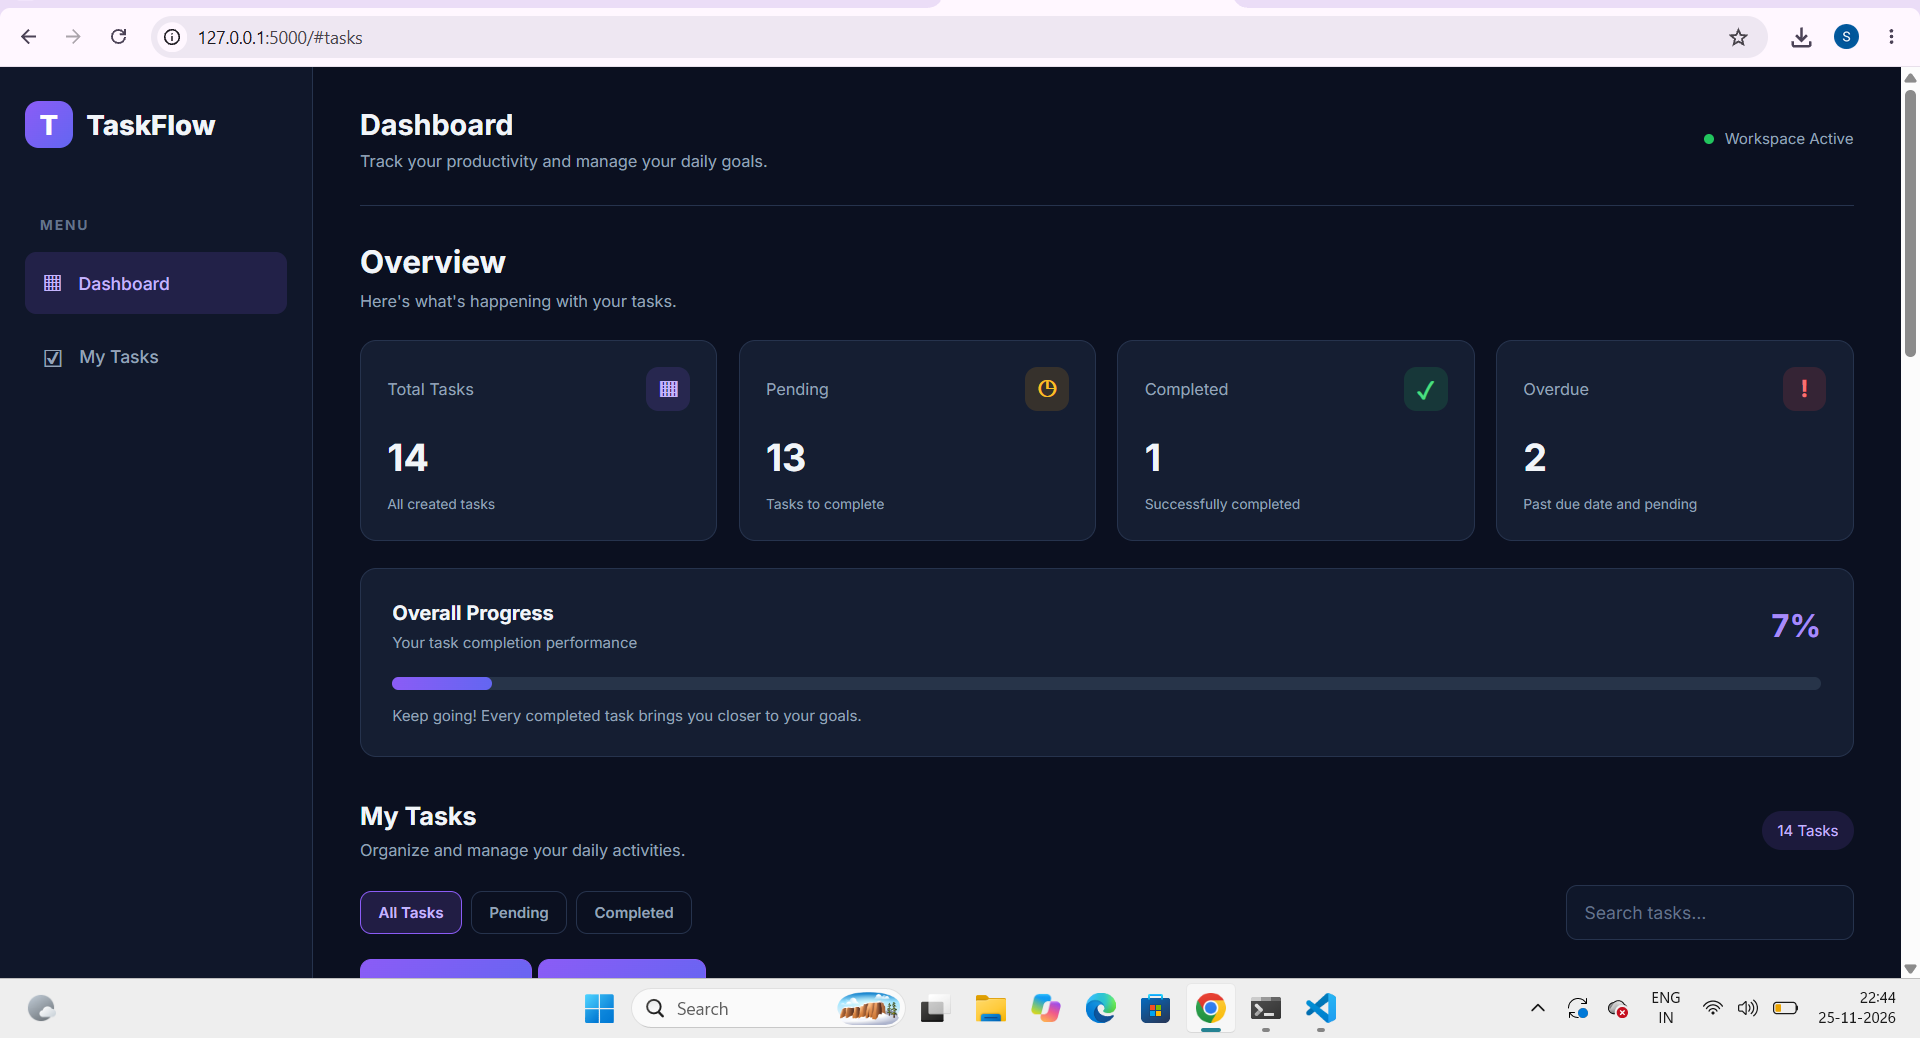 127.0.0.1:5000/#tasks
S
T TaskFlow
MENU
Dashboard
My Tasks
Dashboard
Track your productivity and manage your daily goals.
Workspace Active
Overview
Here's what's happening with your tasks.
Total Tasks
14
All created tasks
Pending
13
Tasks to complete
Completed
1
Successfully completed
Overdue
!
2
Past due date and pending
Overall Progress
Your task completion performance
7%
Keep going! Every completed task brings you closer to your goals.
My Tasks
Organize and manage your daily activities.
14 Tasks
All Tasks
Pending
Completed
Search tasks...
Search
ENG
IN
22:44
25-11-2026